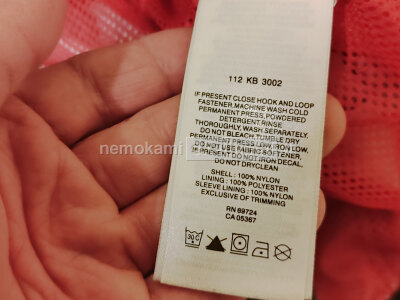 112 KB 3002
IF PRESENT CLOSE HOOK AND LOOP
FASTENER, MACHINE WASH COLD
PERMANENT PRESS, POWDERED
DETERGENT, RINSE
THOROUGHLY, WASH SEPARATELY,
DO NOT BLEACH, TUMBLE DRY
PERMANENT PRESS LOW, IRON LOW,
DO NOT USE FABRIC SOFTENER,
IF PRESENT DO NOT IRON DECAL,
DO NOT DRYCLEAN
SHELL : 100% NYLON
LINING : 100% POLYESTER
SLEEVE LINING : 100% NYLON
EXCLUSIVE OF TRIMMING
RN 69724
CA 05367
30 C
nemokami